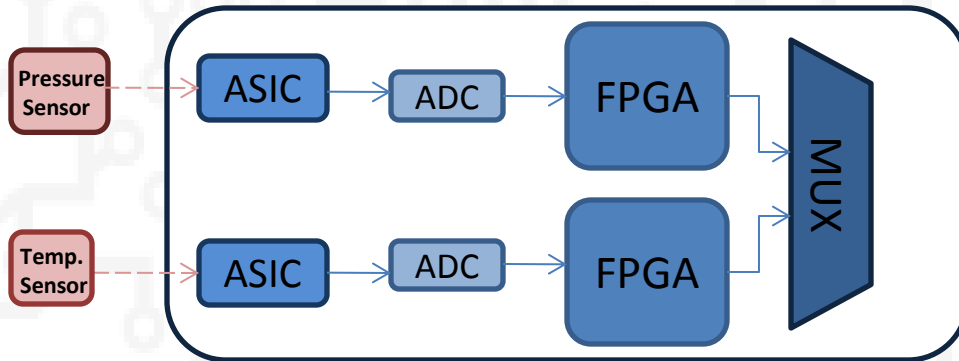 Pressure
Sensor
ASIC
ADC
FPGA
MUX
Temp.
Sensor
ASIC
ADC
FPGA